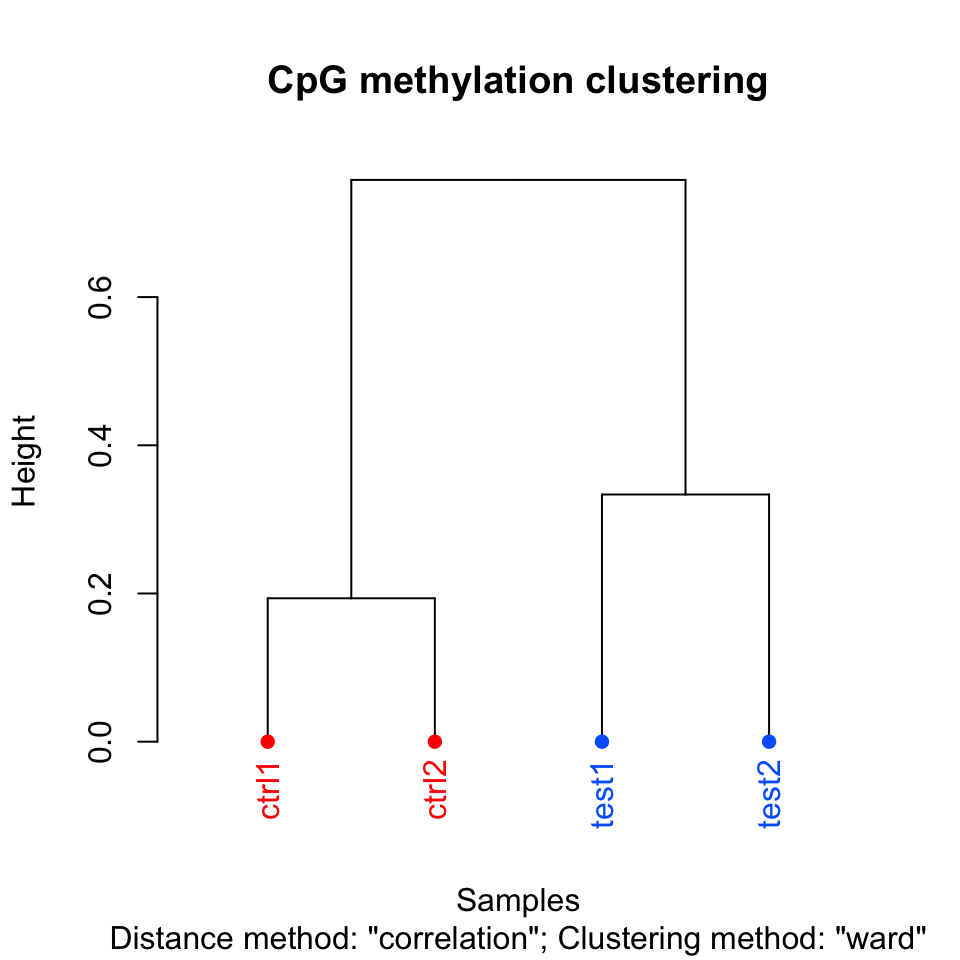 CpG methylation clustering
Height
0.6
0.4
0.2
0.0
ctrl1
ctrl2
test1
test2
Samples
Distance method: "correlation"; Clustering method: "ward"